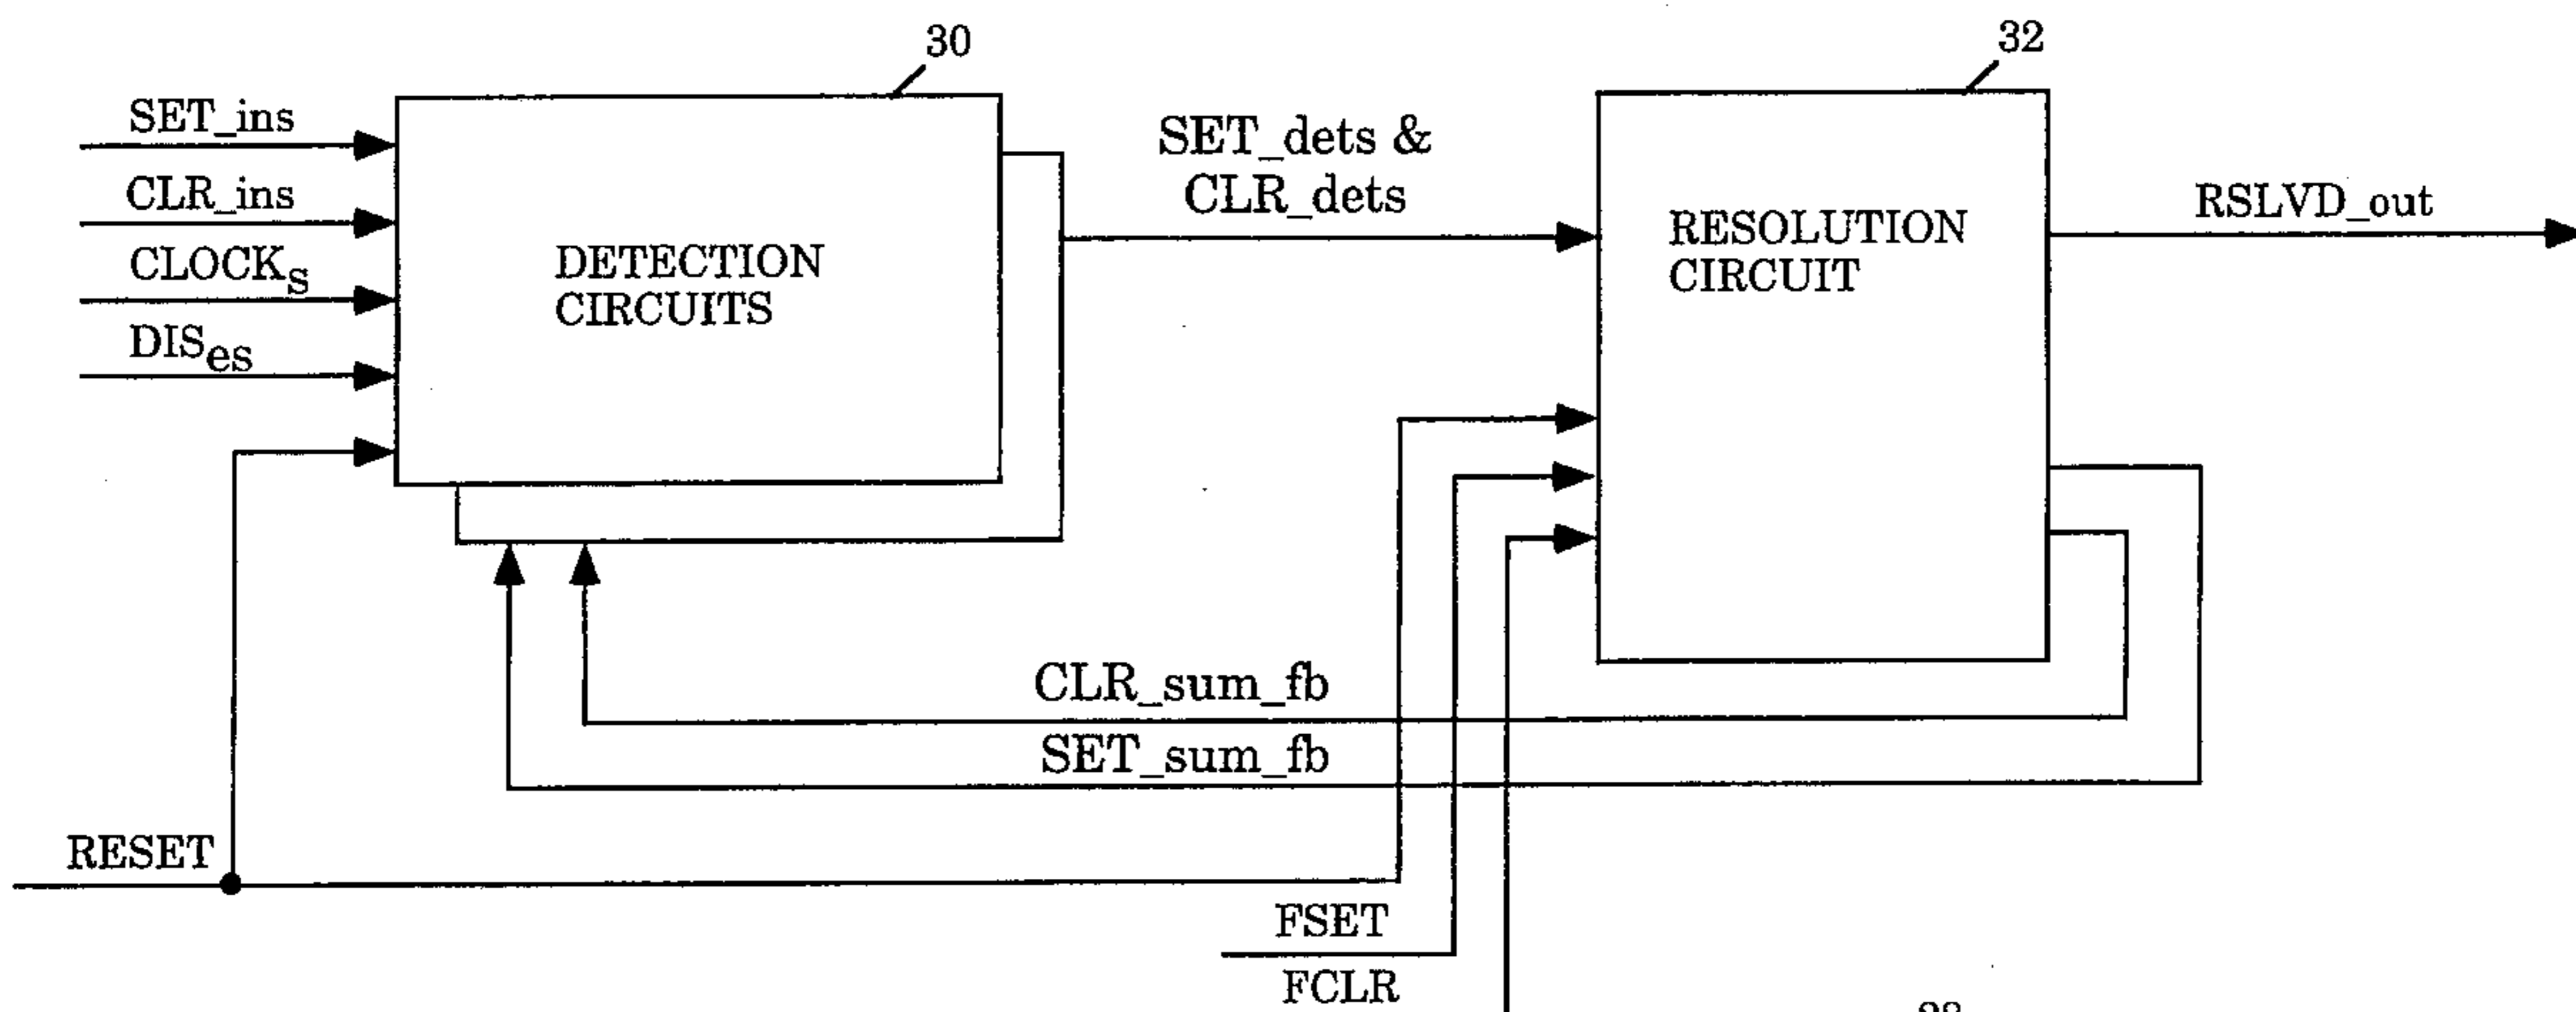 30
32
SET_ins
CLR_ins
CLOCKs
DISes
DETECTION
CIRCUITS
SET_dets &
CLR_dets
RESOLUTION
CIRCUIT
RSLVD_out
CLR_sum_fb
SET_sum_fb
RESET
FSET
FCLR